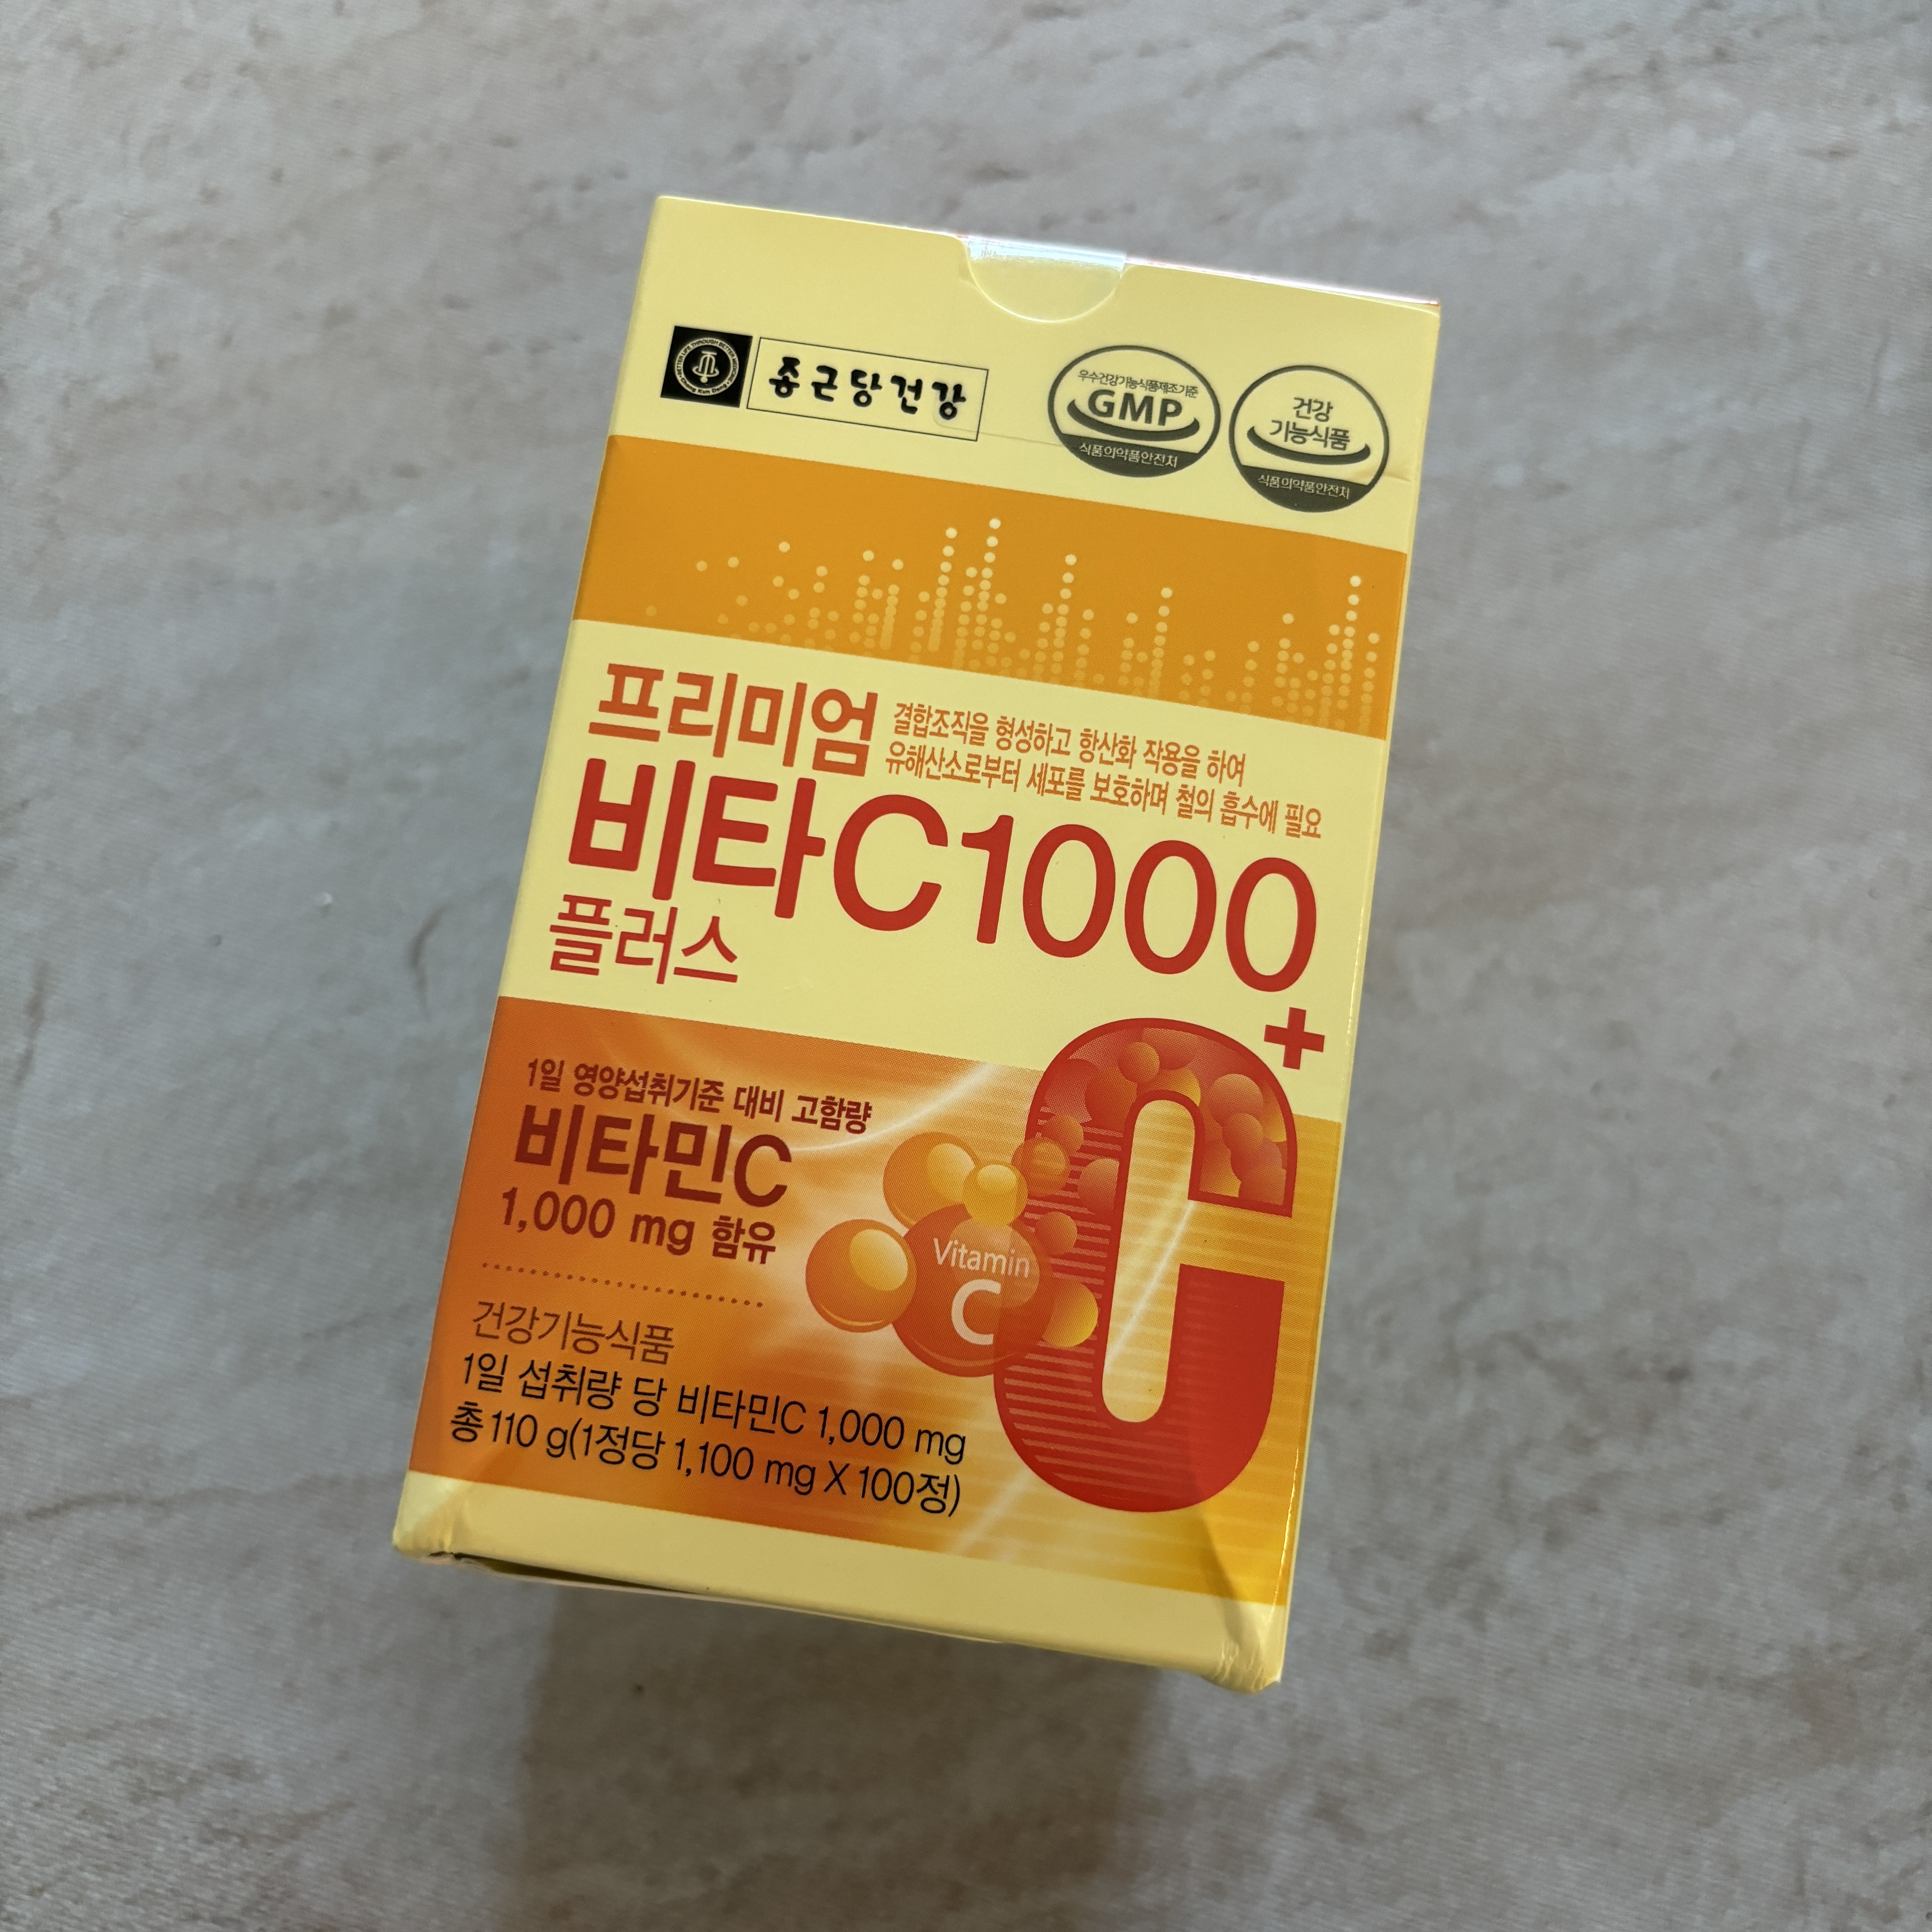 종근당건강
우수건강기능식품제조기준
GMP
식품의약품안전처
건강
기능식품
식품의약품안전처
프리미엄
결합조직을 형성하고 항산화 작용을 하여
유해산소로부터 세포를 보호하며 철의 흡수에 필요
비타C1000
플러스
1일 영양섭취기준 대비 고함량
비타민C
1,000 mg 함유
C+
Vitamin
C
건강기능식품
1일 섭취량 당 비타민C 1,000 mg
총 110 g(1정당 1,100 mg X 100정)